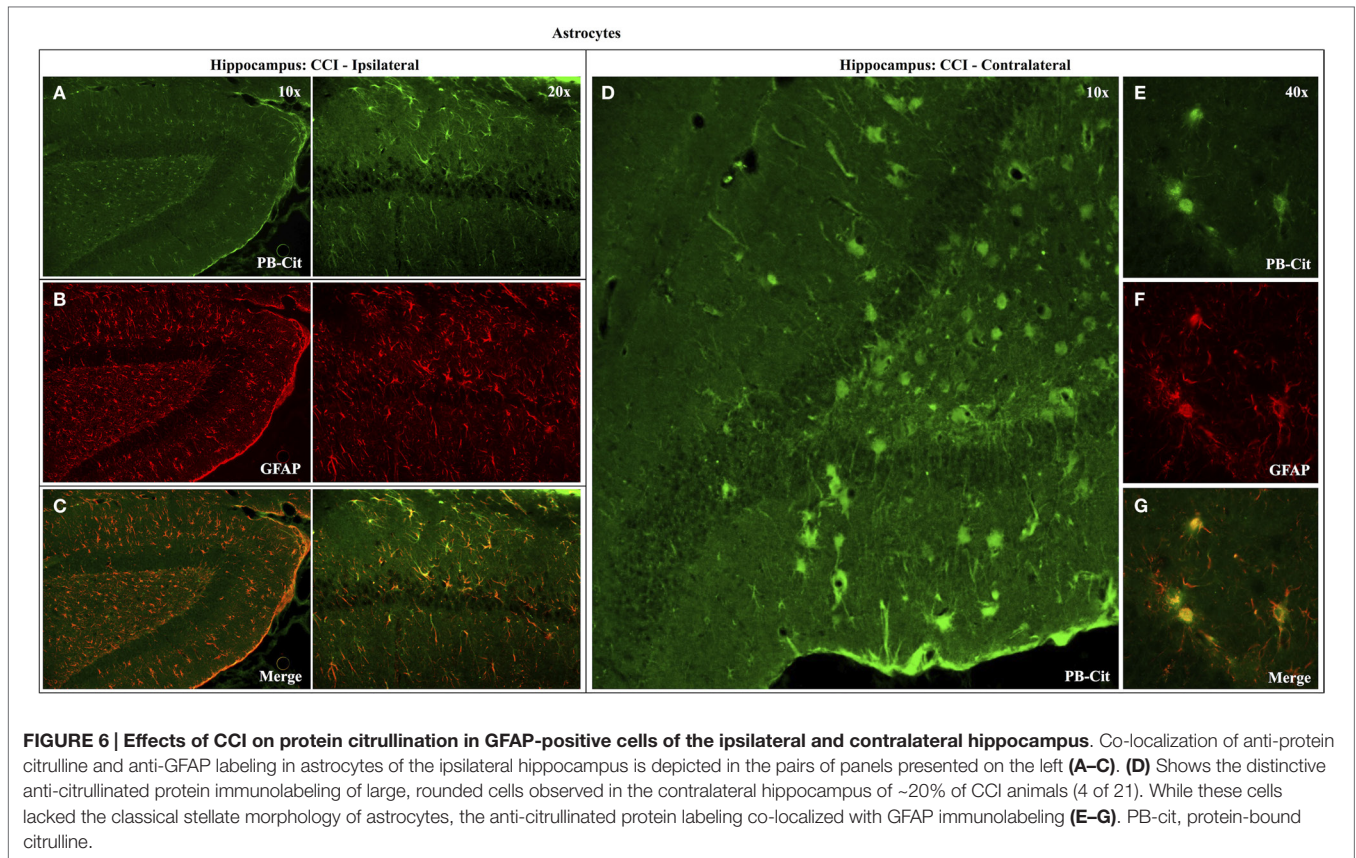 Astrocytes
Hippocampus: CCI - Ipsilateral
Hippocampus: CCI - Contralateral
A
10x
PB-Cit
20x
B
GFAP
C
Merge
D
10x
PB-Cit
E
40x
PB-Cit
F
GFAP
G
Merge
FIGURE 6 | Effects of CCI on protein citrullination in GFAP-positive cells of the ipsilateral and contralateral hippocampus. Co-localization of anti-protein
citrulline and anti-GFAP labeling in astrocytes of the ipsilateral hippocampus is depicted in the pairs of panels presented on the left (A–C). (D) Shows the distinctive
anti-citrullinated protein immunolabeling of large, rounded cells observed in the contralateral hippocampus of ~20% of CCI animals (4 of 21). While these cells
lacked the classical stellate morphology of astrocytes, the anti-citrullinated protein labeling co-localized with GFAP immunolabeling (E–G). PB-cit, protein-bound
citrulline.